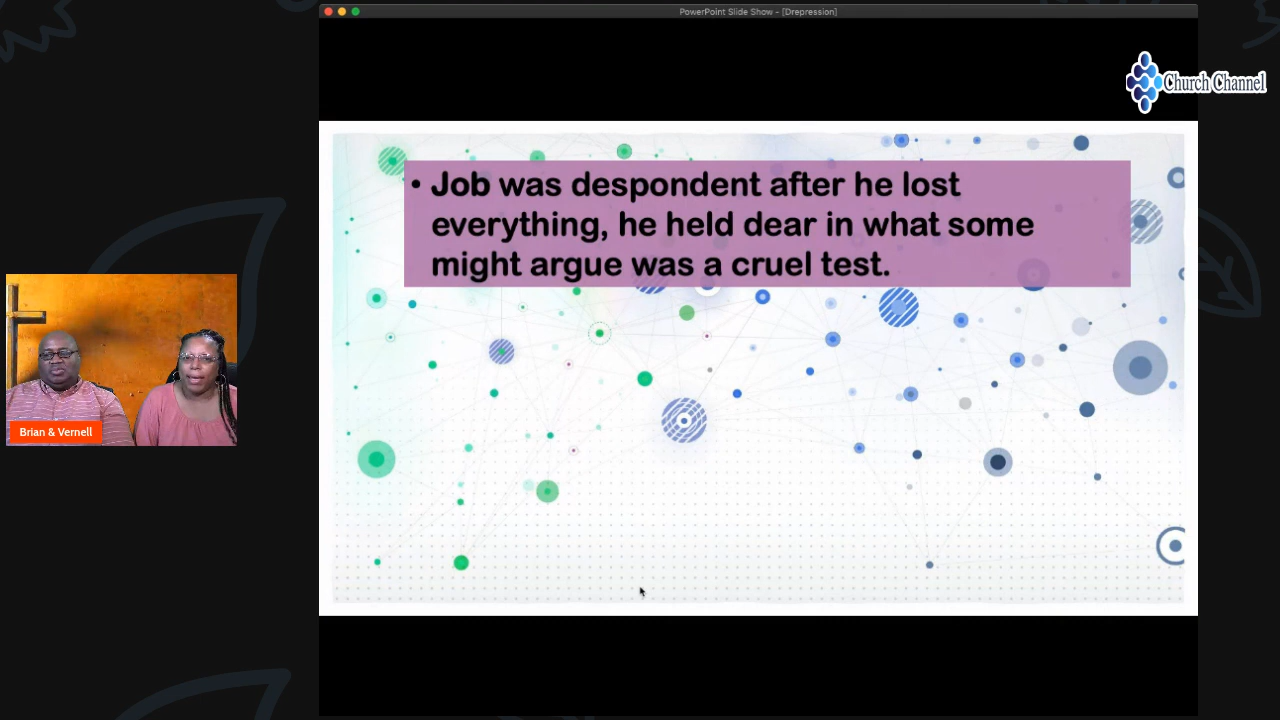 PowerPoint Slide Show - [Drepression]
Church Channel
• Job was despondent after he lost
everything, he held dear in what some
might argue was a cruel test.
Brian & Vernell